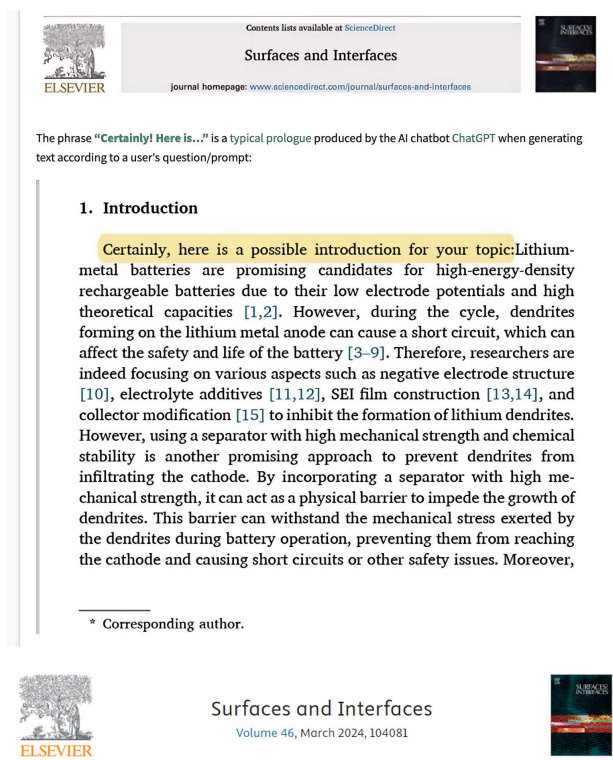 Contents lists available at ScienceDirect
Surfaces and Interfaces
journal homepage: www.sciencedirect.com/journal/surfaces-and-interfaces
ELSEVIER
SURFACES AND INTERFACES
The phrase “Certainly! Here is...” is a typical prologue produced by the AI chatbot ChatGPT when generating
text according to a user’s question/prompt:
1. Introduction
Certainly, here is a possible introduction for your topic:Lithium-
metal batteries are promising candidates for high-energy-density
rechargeable batteries due to their low electrode potentials and high
theoretical capacities [1,2]. However, during the cycle, dendrites
forming on the lithium metal anode can cause a short circuit, which can
affect the safety and life of the battery [3–9]. Therefore, researchers are
indeed focusing on various aspects such as negative electrode structure
[10], electrolyte additives [11,12], SEI film construction [13,14], and
collector modification [15] to inhibit the formation of lithium dendrites.
However, using a separator with high mechanical strength and chemical
stability is another promising approach to prevent dendrites from
infiltrating the cathode. By incorporating a separator with high me-
chanical strength, it can act as a physical barrier to impede the growth of
dendrites. This barrier can withstand the mechanical stress exerted by
the dendrites during battery operation, preventing them from reaching
the cathode and causing short circuits or other safety issues. Moreover,
* Corresponding author.
Surfaces and Interfaces
Volume 46, March 2024, 104081
ELSEVIER
SURFACES AND
INTERFACES